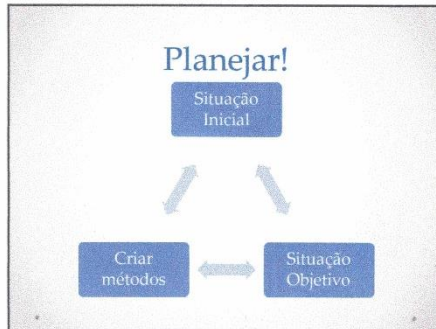 Planejar!
Situação
Inicial
Criar
métodos
Situação
Objetivo